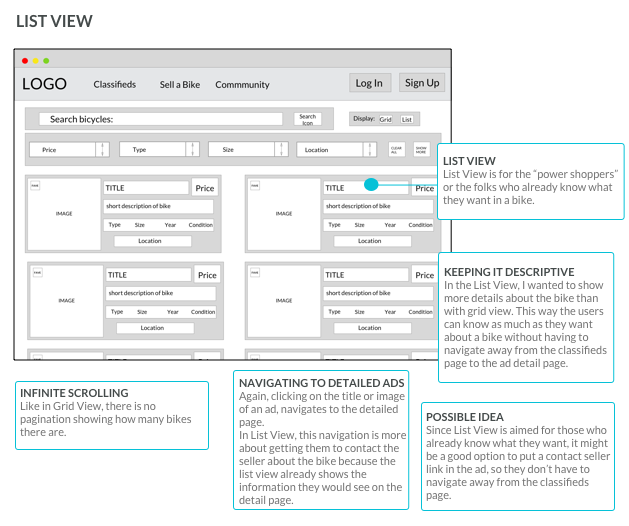 LIST VIEW
LOGO
Classifieds
Sell a Bike
Commmunity
Log In
Sign Up
Search bicycles:
Search
Icon
Display:
Grid
List
Price
Type
Size
Location
CLEAR
ALL
SHOW
MORE
IMAGE
TITLE
Price
short description of bike
Type Size Year Condition
Location
IMAGE
TITLE
Price
short description of bike
Type Size Year Condition
Location
IMAGE
TITLE
Price
short description of bike
Type Size Year Condition
Location
IMAGE
TITLE
Price
short description of bike
Type Size Year Condition
Location
LIST VIEW
List View is for the “power shoppers”
or the folks who already know what
they want in a bike.
KEEPING IT DESCRIPTIVE
In the List View, I wanted to show
more details about the bike than
with grid view. This way the users
can know as much as they want
about a bike without having to
navigate away from the classifieds
page to the ad detail page.
INFINITE SCROLLING
Like in Grid View, there is no
pagination showing how many bikes
there are.
NAVIGATING TO DETAILED ADS
Again, clicking on the title or image
of an ad, navigates to the detailed
page.
In List View, this navigation is more
about getting them to contact the
seller about the bike because the
list view already shows the
information they would see on the
detail page.
POSSIBLE IDEA
Since List View is aimed for those who
already know what they want, it might
be a good option to put a contact seller
link in the ad, so they don’t have to
navigate away from the classifieds
page.